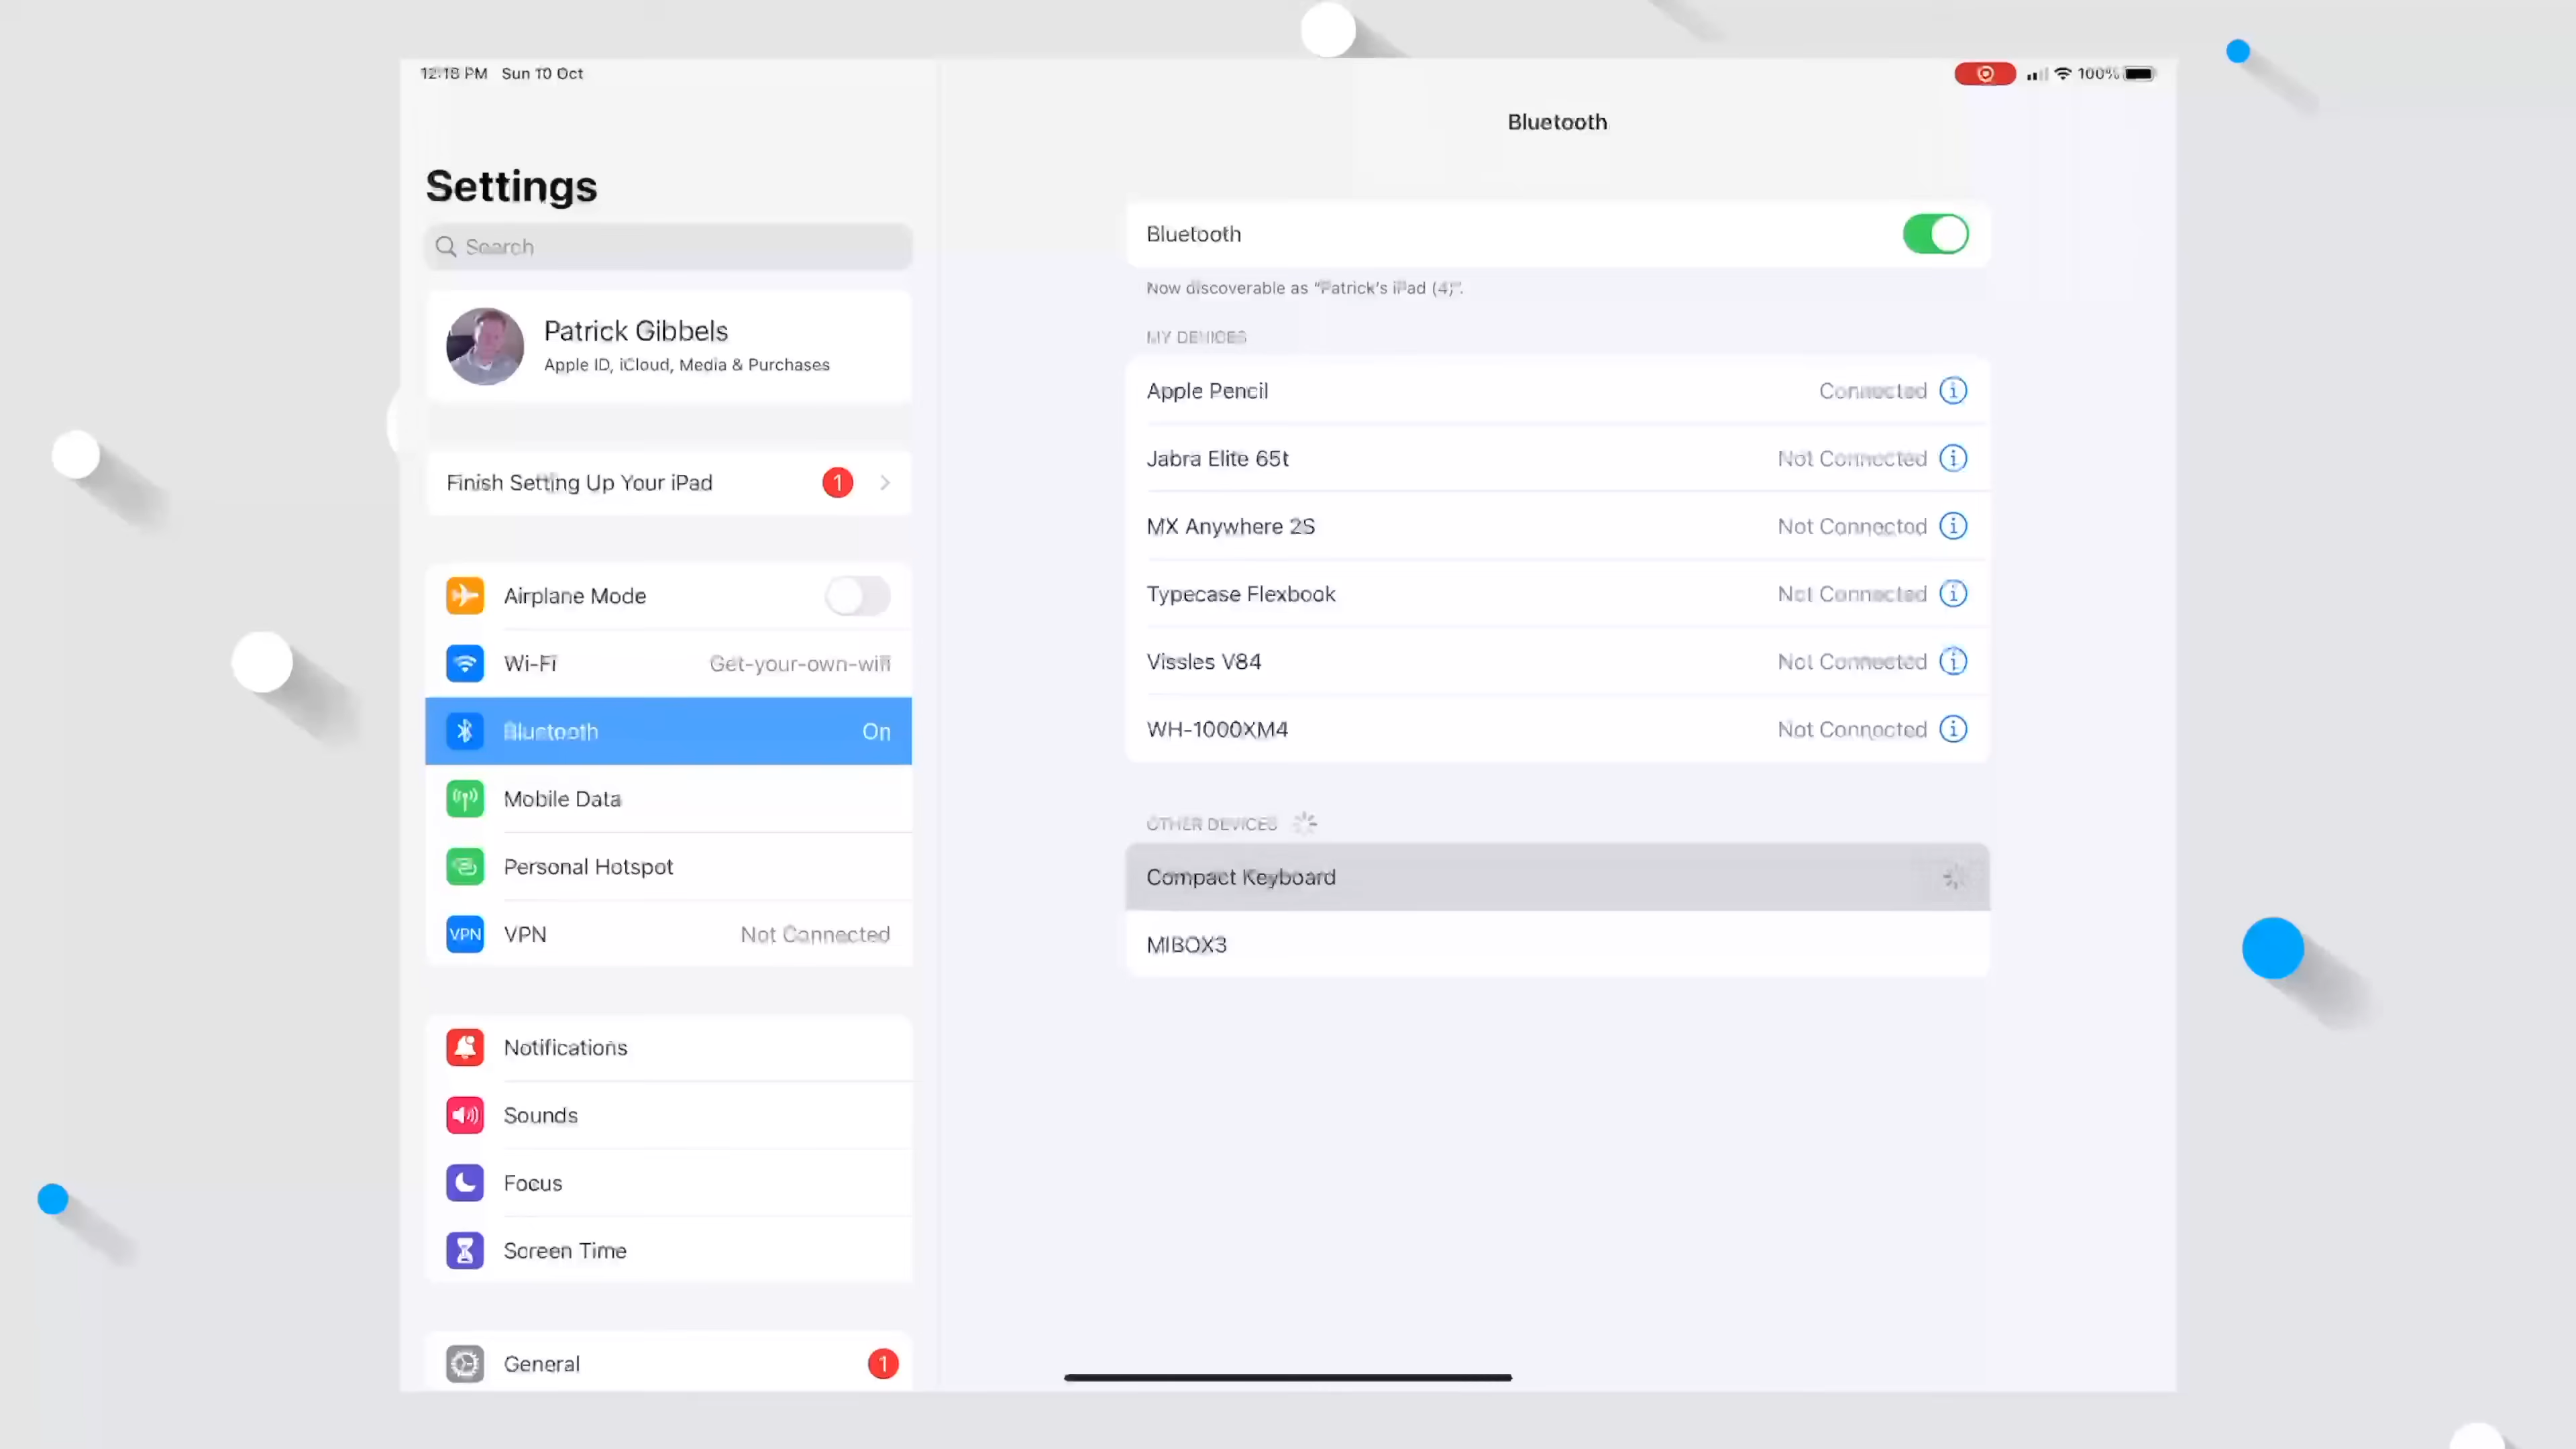 12:18 PM Sun 10 Oct
100%
Settings
Search
Patrick Gibbels
Apple ID, iCloud, Media & Purchases
Finish Setting Up Your iPad 1
Airplane Mode
Wi-Fi Get-your-own-wifi
Bluetooth On
Mobile Data
Personal Hotspot
VPN VPN Not Connected
Notifications
Sounds
Focus
Screen Time
General 1
Bluetooth
Bluetooth
Now discoverable as “Patrick’s iPad (4)”.
MY DEVICES
Apple Pencil Connected
Jabra Elite 65t Not Connected
MX Anywhere 2S Not Connected
Typecase Flexbook Not Connected
Vissles V84 Not Connected
WH-1000XM4 Not Connected
OTHER DEVICES
Compact Keyboard
MIBOX3